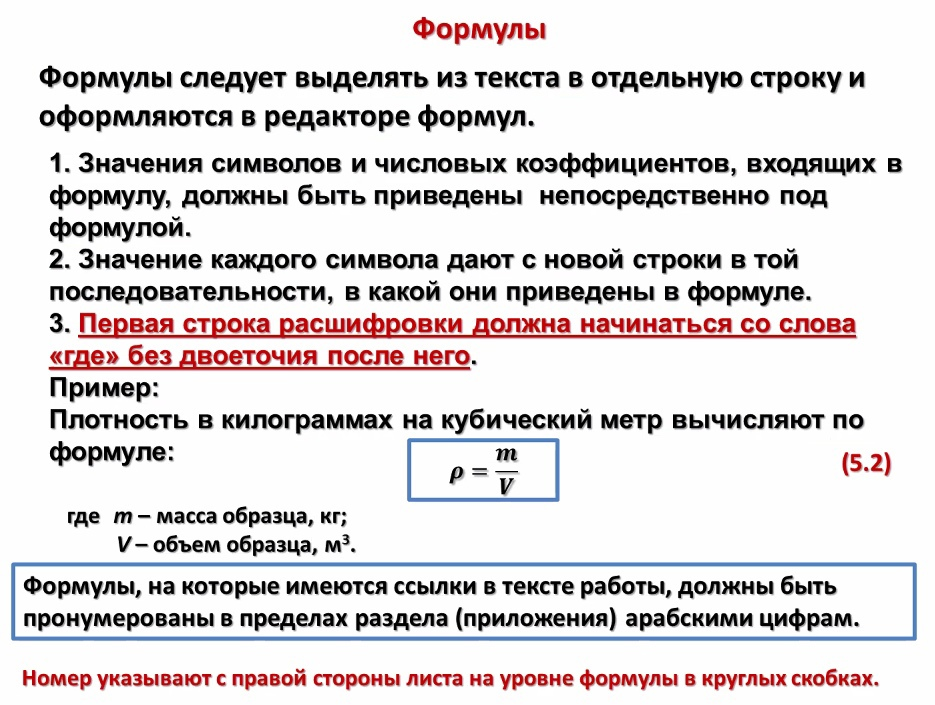 Формулы
Формулы следует выделять из текста в отдельную строку и
оформляются в редакторе формул.
1. Значения символов и числовых коэффициентов, входящих в
формулу, должны быть приведены непосредственно под
формулой.
2. Значение каждого символа дают с новой строки в той
последовательности, в какой они приведены в формуле.
3. Первая строка расшифровки должна начинаться со слова
«где» без двоеточия после него.
Пример:
Плотность в килограммах на кубический метр вычисляют по
формуле:
ρ = m/V
(5.2)
где m – масса образца, кг;
V – объем образца, м³.
Формулы, на которые имеются ссылки в тексте работы, должны быть
пронумерованы в пределах раздела (приложения) арабскими цифрам.
Номер указывают с правой стороны листа на уровне формулы в круглых скобках.